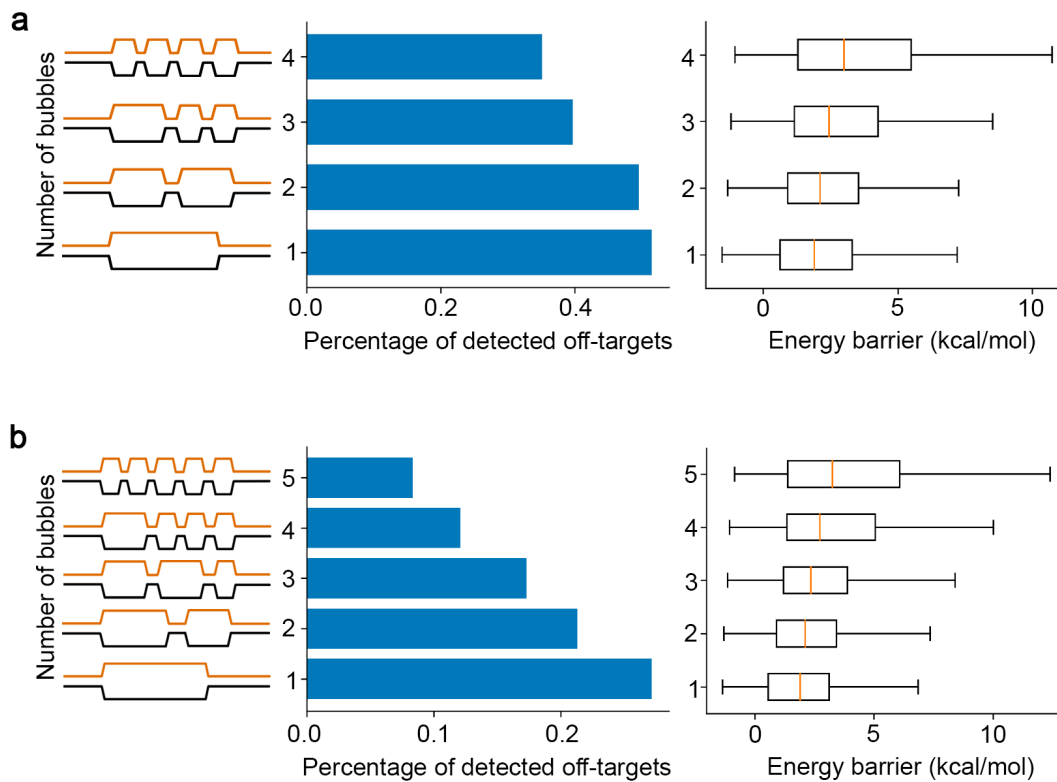 a
Number of bubbles
4
3
2
1
0.0 0.2 0.4
Percentage of detected off-targets
4
3
2
1
0 5 10
Energy barrier (kcal/mol)
b
Number of bubbles
5
4
3
2
1
0.0 0.1 0.2
Percentage of detected off-targets
5
4
3
2
1
0 5 10
Energy barrier (kcal/mol)